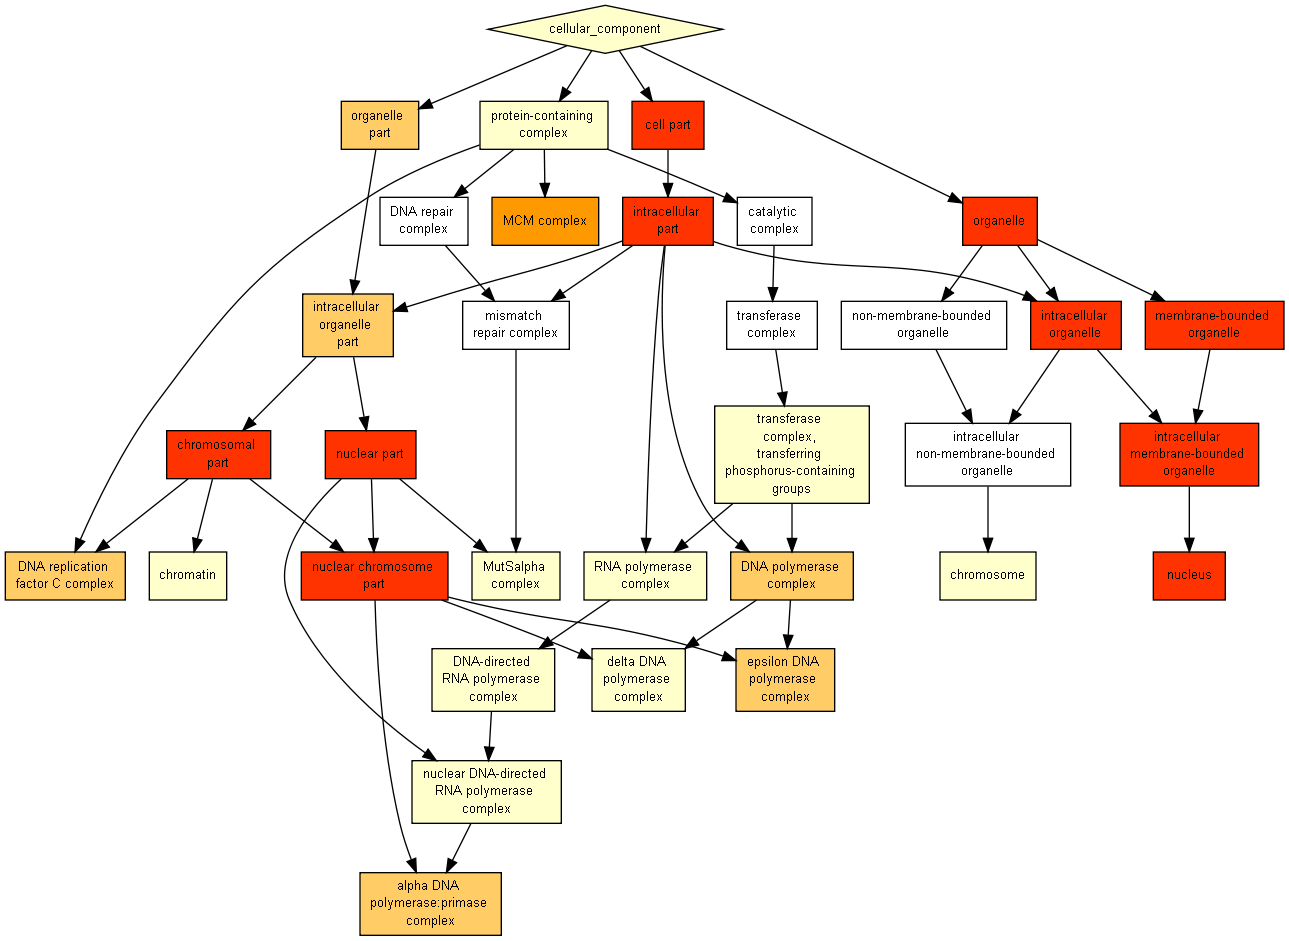 cellular_component
organelle
part
protein-containing
complex
cell part
DNA repair
complex
MCM complex
intracellular
part
catalytic
complex
organelle
intracellular
organelle
part
mismatch
repair complex
transferase
complex
non-membrane-bounded
organelle
intracellular
organelle
membrane-bounded
organelle
transferase
complex,
transferring
phosphorus-containing
groups
chromosomal
part
nuclear part
intracellular
non-membrane-bounded
organelle
intracellular
membrane-bounded
organelle
DNA replication
factor C complex
chromatin
nuclear chromosome
part
MutSalpha
complex
RNA polymerase
complex
DNA polymerase
complex
chromosome
nucleus
DNA-directed
RNA polymerase
complex
delta DNA
polymerase
complex
epsilon DNA
polymerase
complex
nuclear DNA-directed
RNA polymerase
complex
alpha DNA
polymerase:primase
complex